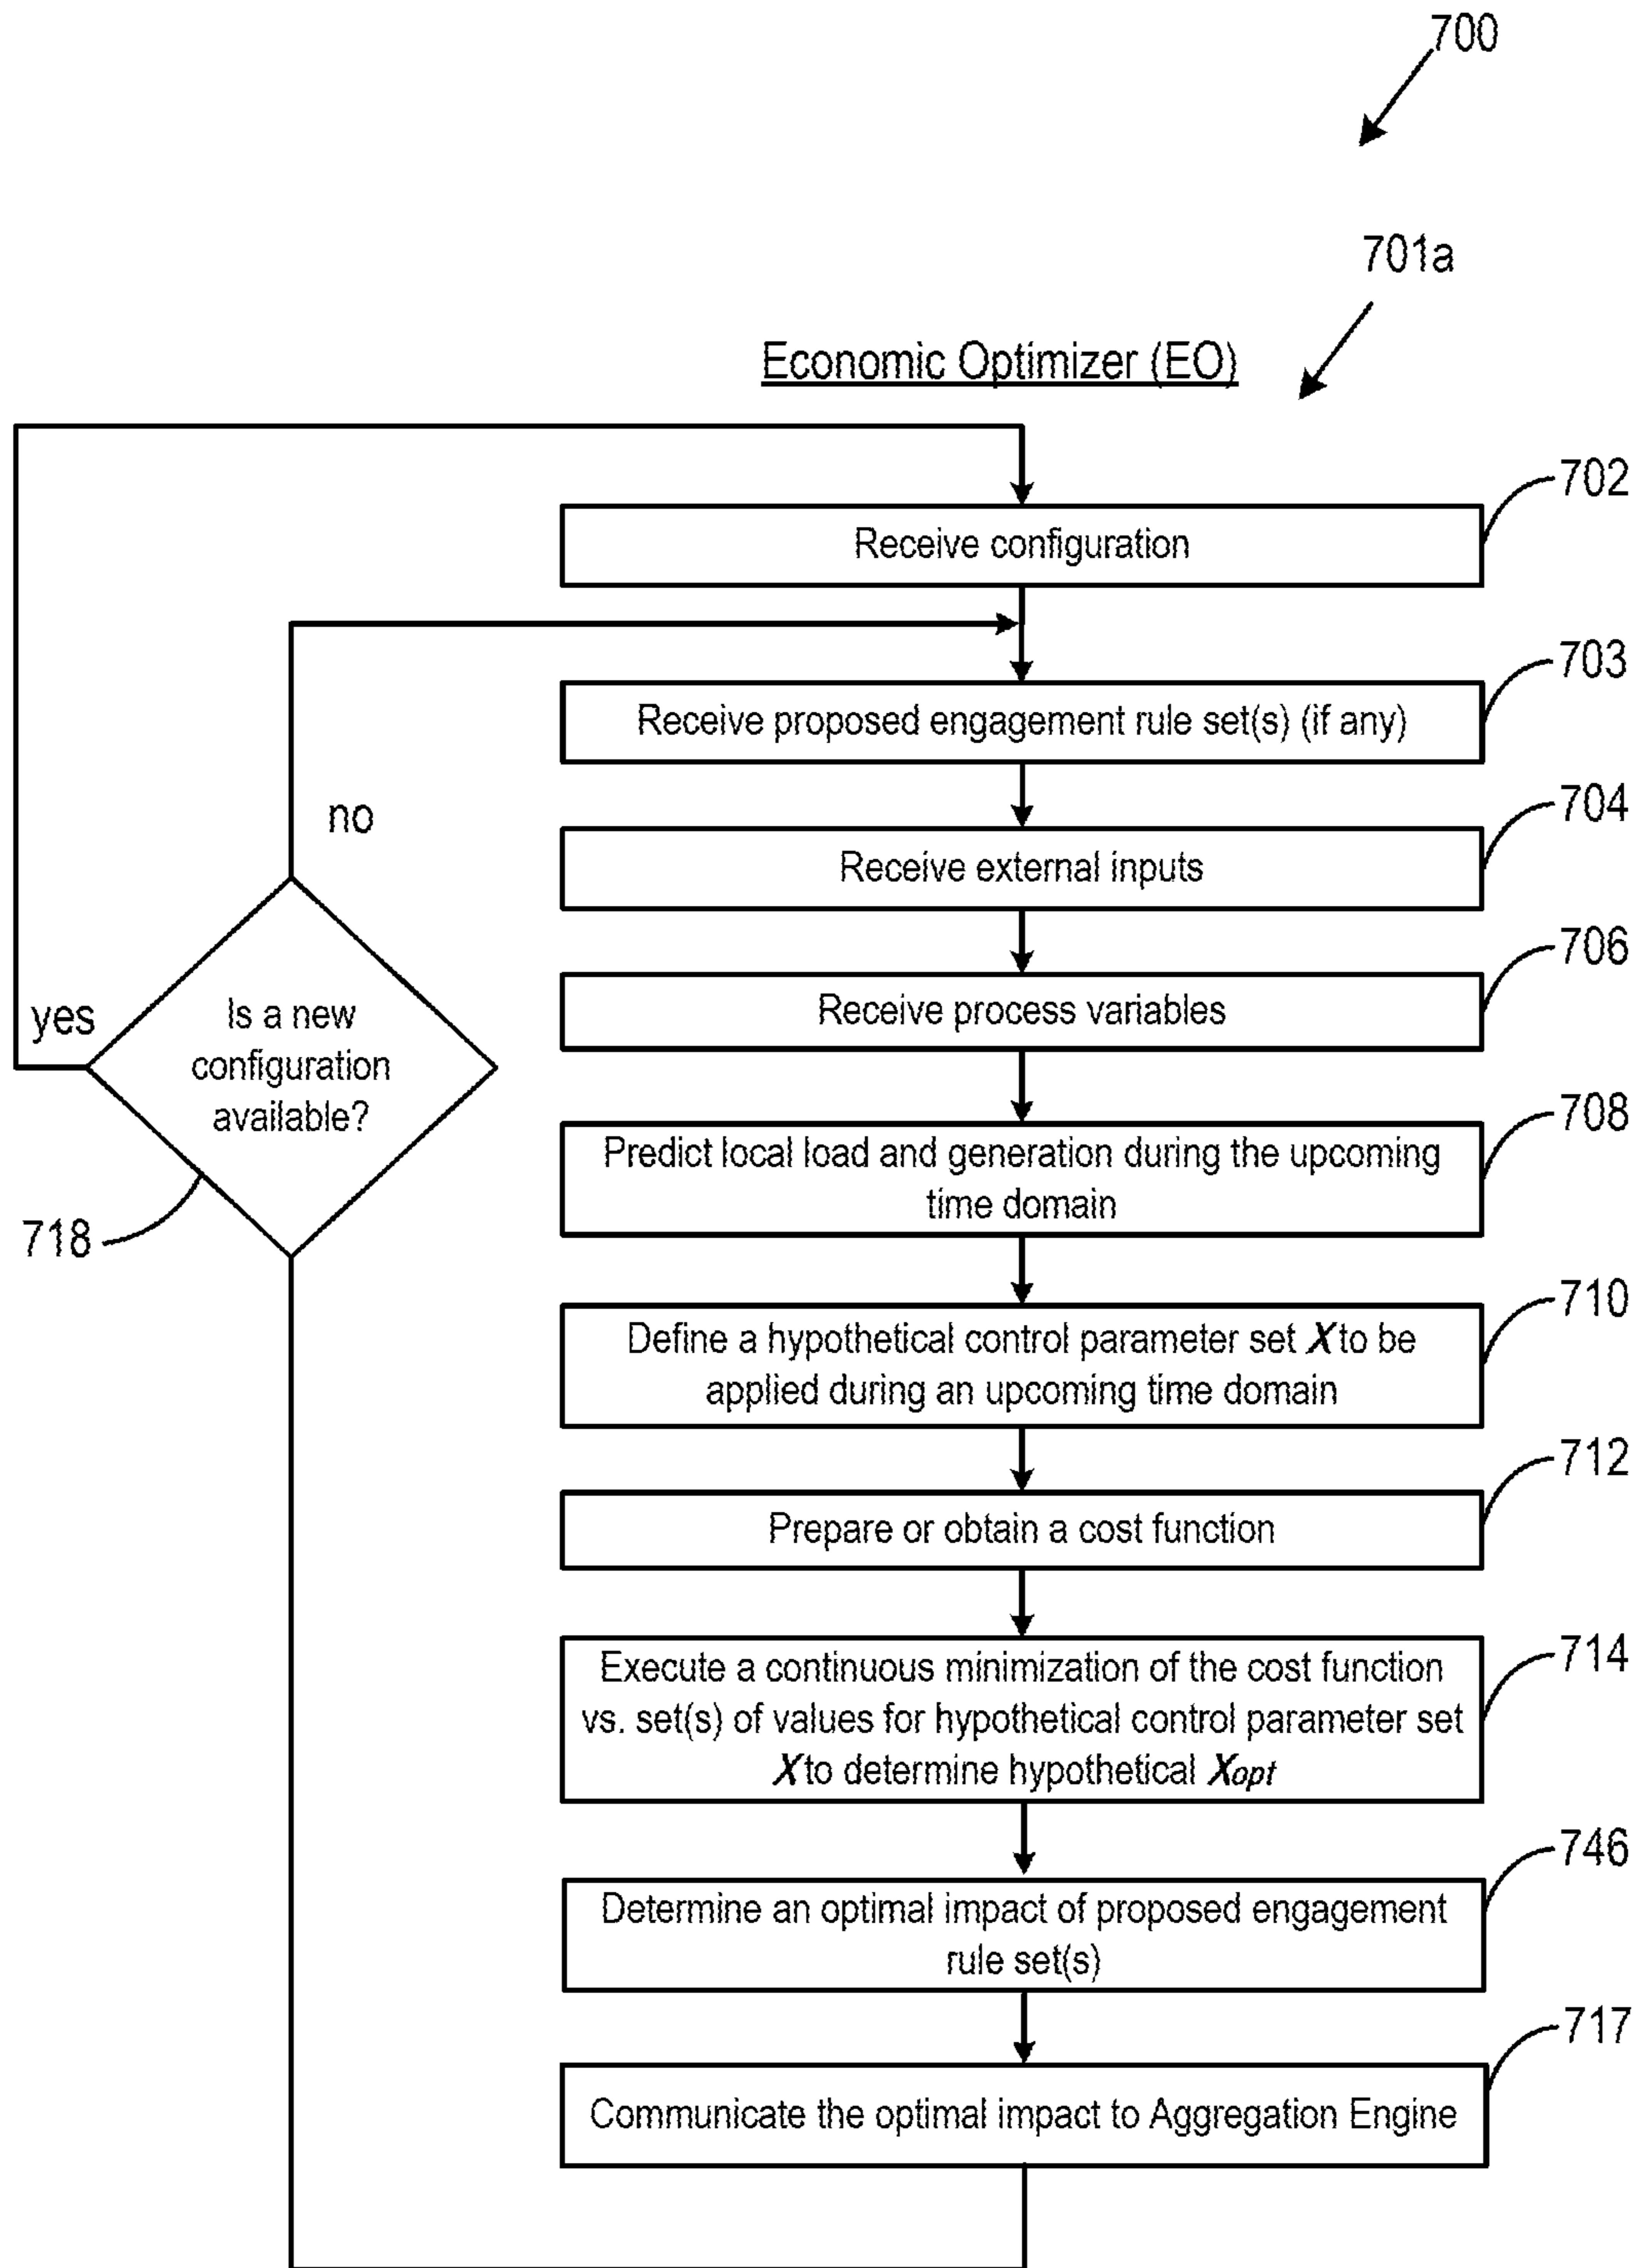 700
701a
Economic Optimizer (EO)
702
Receive configuration
703
Receive proposed engagement rule set(s) (if any)
704
Receive external inputs
no
706
Receive process variables
yes
Is a new
configuration
available?
708
Predict local load and generation during the upcoming
time domain
718
710
Define a hypothetical control parameter set X to be
applied during an upcoming time domain
712
Prepare or obtain a cost function
714
Execute a continuous minimization of the cost function
vs. set(s) of values for hypothetical control parameter set
X to determine hypothetical Xopt
746
Determine an optimal impact of proposed engagement
rule set(s)
717
Communicate the optimal impact to Aggregation Engine